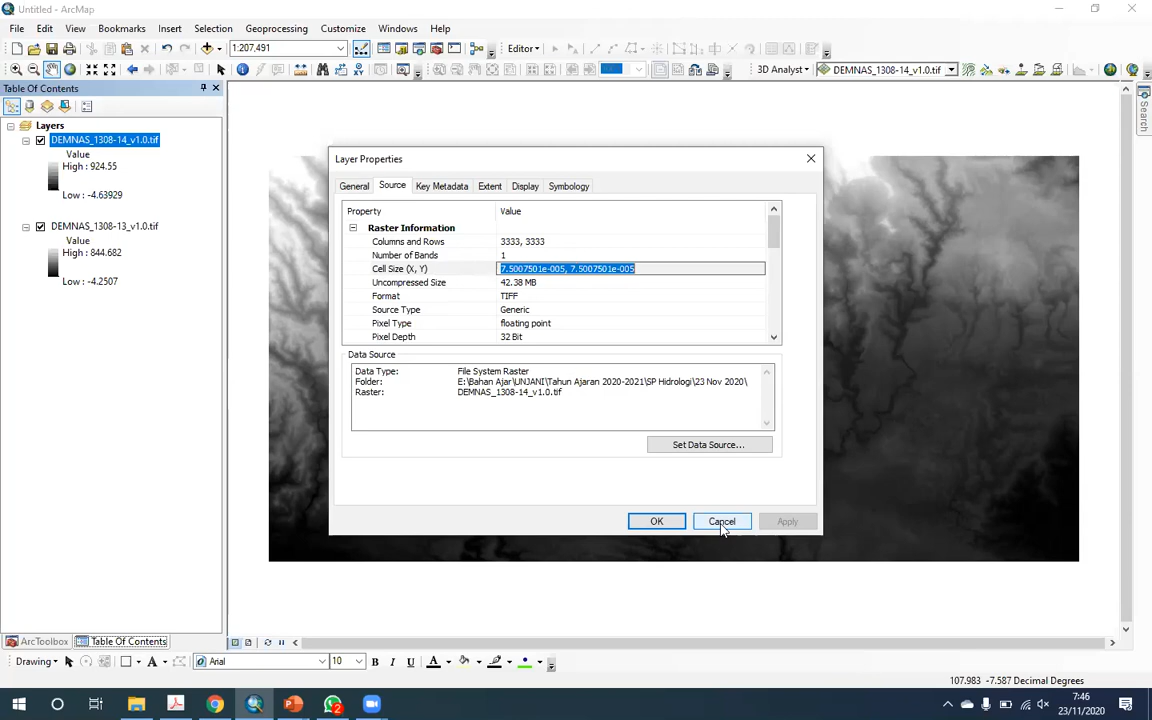 Untitled - ArcMap
File Edit View Bookmarks Insert Selection Geoprocessing Customize Windows Help
1:207,491 Editor
3D Analyst DEMNAS_1308-14_v1.0.tif
Table Of Contents
Layers
DEMNAS_1308-14_v1.0.tif
Value
High : 924.55
Low : -4.63929
DEMNAS_1308-13_v1.0.tif
Value
High : 844.682
Low : -4.2507
Layer Properties
General Source Key Metadata Extent Display Symbology
Property Value
Raster Information
Columns and Rows 3333, 3333
Number of Bands 1
Cell Size (X, Y) 7.5007501e-005, 7.5007501e-005
Uncompressed Size 42.38 MB
Format TIFF
Source Type Generic
Pixel Type floating point
Pixel Depth 32 Bit
Data Source
Data Type: File System Raster
Folder: E:\Bahan Ajar\UNJANI\Tahun Ajaran 2020-2021\SP Hidrologi\23 Nov 2020\
Raster: DEMNAS_1308-14_v1.0.tif
Set Data Source...
OK Cancel Apply
Search
ArcToolbox Table Of Contents
Drawing A Arial 10 B I U A
107.983 -7.587 Decimal Degrees
2
7:46
23/11/2020